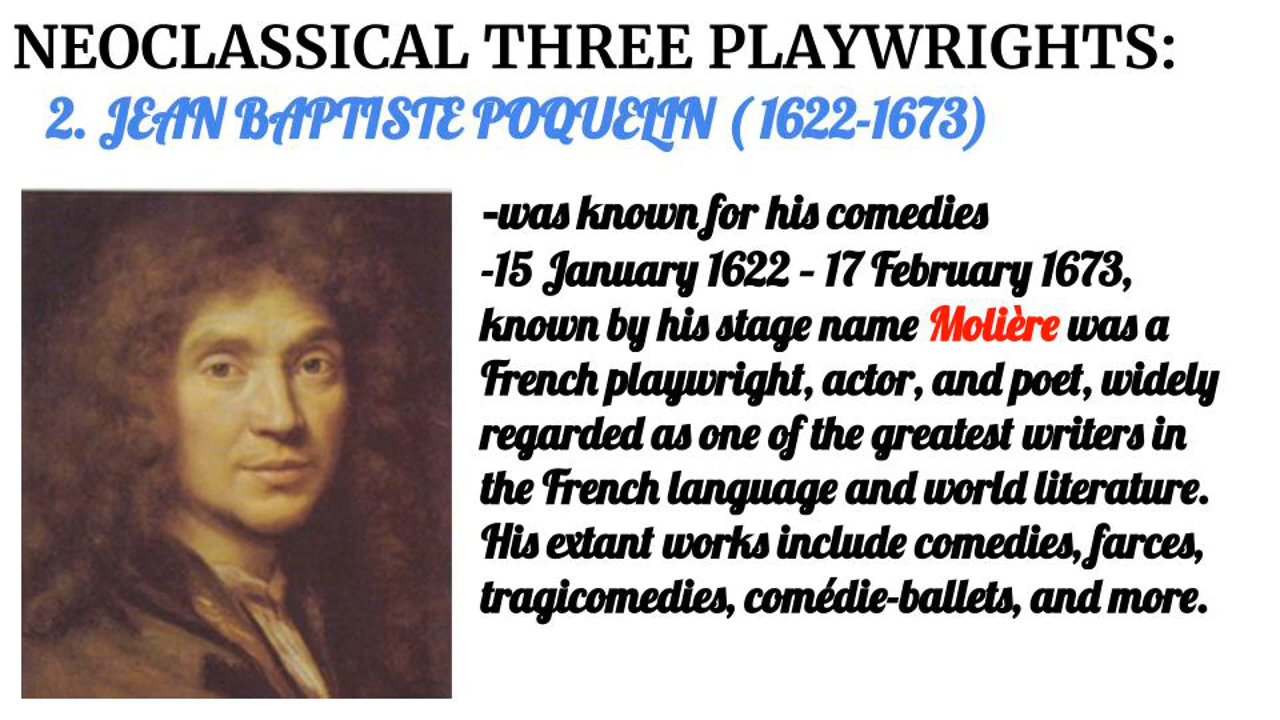 NEOCLASSICAL THREE PLAYWRIGHTS:
2. JEAN BAPTISTE POQUELIN ( 1622-1673)
-was known for his comedies
-15 January 1622 – 17 February 1673,
known by his stage name Molière was a
French playwright, actor, and poet, widely
regarded as one of the greatest writers in
the French language and world literature.
His extant works include comedies, farces,
tragicomedies, comédie-ballets, and more.